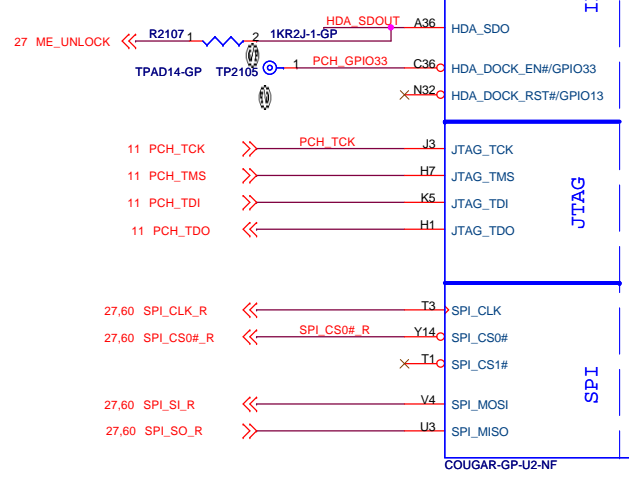 HDA_SDOUT A36 HDA_SDO
27 ME_UNLOCK R2107 1 2 1KR2J-1-GP
TPAD14-GP TP2105 1 PCH_GPIO33 C36 HDA_DOCK_EN#/GPIO33
N32 HDA_DOCK_RST#/GPIO13
11 PCH_TCK PCH_TCK J3 JTAG_TCK
11 PCH_TMS H7 JTAG_TMS
11 PCH_TDI K5 JTAG_TDI
11 PCH_TDO H1 JTAG_TDO
JTAG
27,60 SPI_CLK_R T3 SPI_CLK
27,60 SPI_CS0#_R SPI_CS0#_R Y14 SPI_CS0#
T1 SPI_CS1#
SPI
27,60 SPI_SI_R V4 SPI_MOSI
27,60 SPI_SO_R U3 SPI_MISO
COUGAR-GP-U2-NF